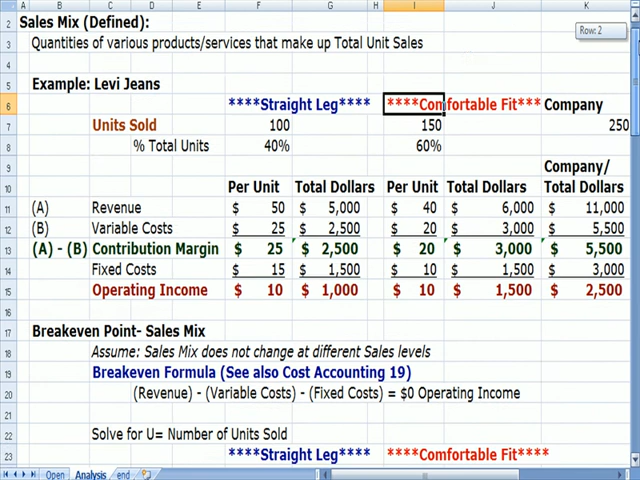 A B C D E F G H I J K
2 Sales Mix (Defined): Row: 2
3 Quantities of various products/services that make up Total Unit Sales
4
5 Example: Levi Jeans
6 ****Straight Leg**** ****Comfortable Fit*** Company
7 Units Sold 100 150 250
8 % Total Units 40% 60%
9 Company/
10 Per Unit Total Dollars Per Unit Total Dollars Total Dollars
11 (A) Revenue $ 50 $ 5,000 $ 40 $ 6,000 $ 11,000
12 (B) Variable Costs $ 25 $ 2,500 $ 20 $ 3,000 $ 5,500
13 (A) - (B) Contribution Margin $ 25 $ 2,500 $ 20 $ 3,000 $ 5,500
14 Fixed Costs $ 15 $ 1,500 $ 10 $ 1,500 $ 3,000
15 Operating Income $ 10 $ 1,000 $ 10 $ 1,500 $ 2,500
16
17 Breakeven Point- Sales Mix
18 Assume: Sales Mix does not change at different Sales levels
19 Breakeven Formula (See also Cost Accounting 19)
20 (Revenue) - (Variable Costs) - (Fixed Costs) = $0 Operating Income
21
22 Solve for U= Number of Units Sold
23 ****Straight Leg**** ****Comfortable Fit****
Open Analysis end